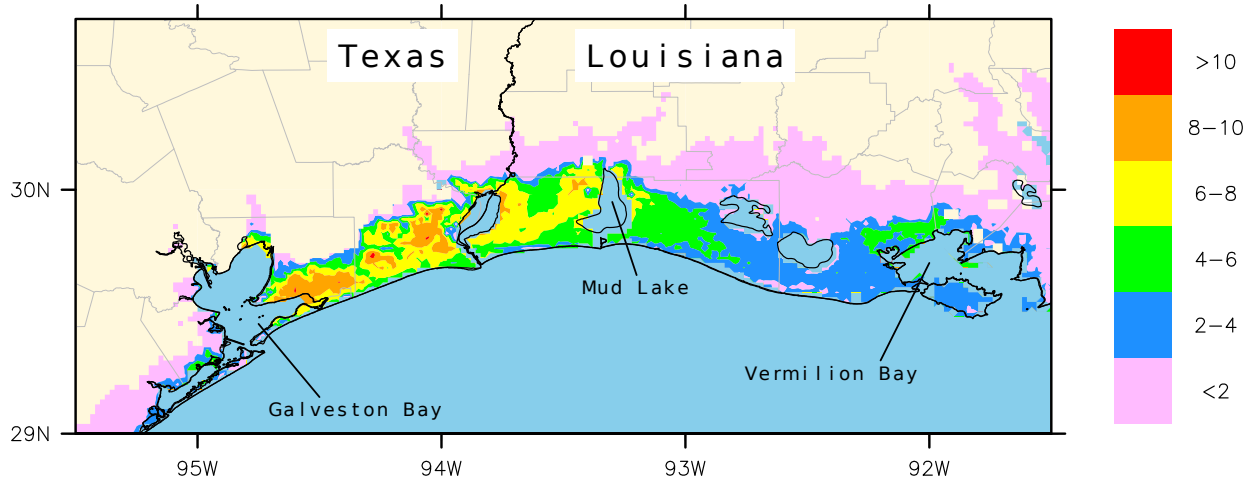 Texas
Louisiana
>10
8−10
6−8
4−6
2−4
<2
30N
29N
Mud Lake
Vermilion Bay
Galveston Bay
95W
94W
93W
92W